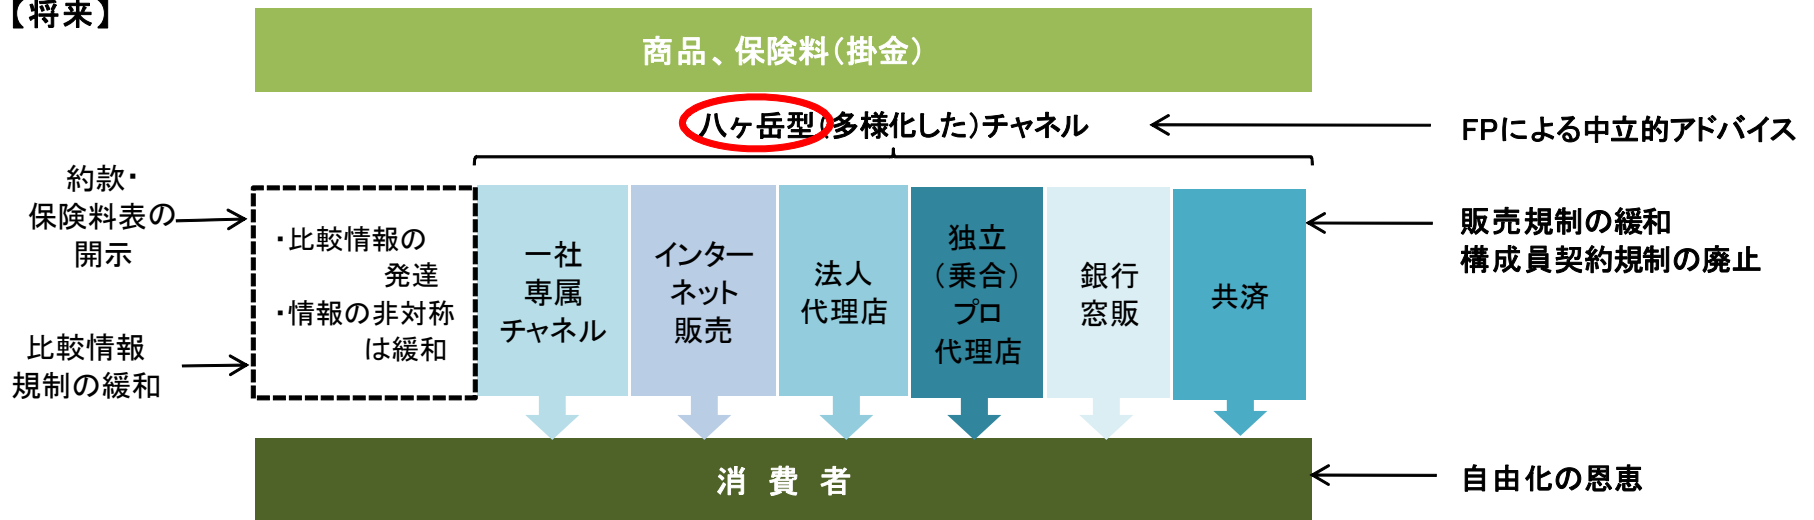 【将来】
商品、保険料（掛金）
八ヶ岳型（多様化した）チャネル
FPによる中立的アドバイス
約款・
保険料表の
開示
比較情報
規制の緩和
・比較情報の
発達
・情報の非対称
は緩和
一社
専属
チャネル
インター
ネット
販売
法人
代理店
独立
（乗合）
プロ
代理店
銀行
窓販
共済
販売規制の緩和
構成員契約規制の廃止
消費者
自由化の恩恵